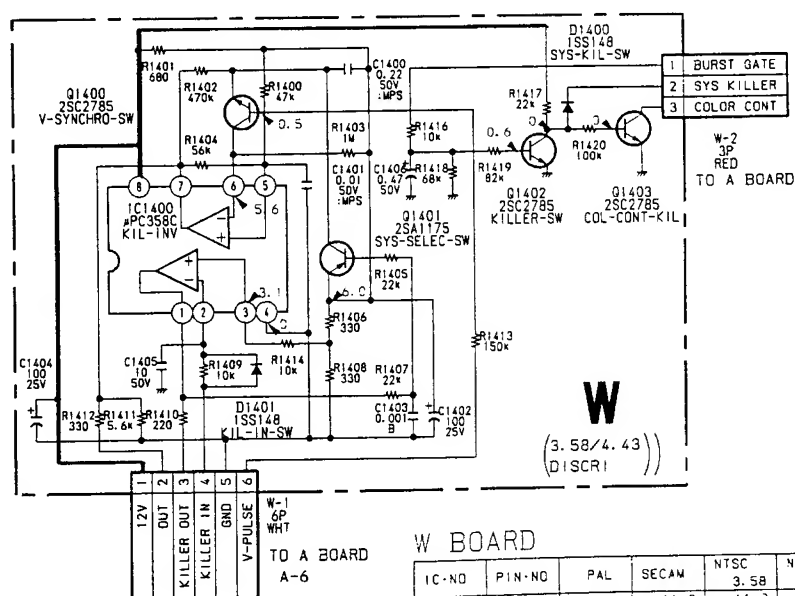 D1400
1SS148
SYS-KIL-SW
R1401
680
R1402
470k
R1400
47k
C1400
0.22
50V
:MPS
Q1400
2SC2785
V-SYNCHRO-SW
0.5
R1404
56k
R1403
1M
C1401
0.01
50V
:MPS
R1416
10k
R1417
22k
0
0
0.6
C1406
0.47
50V
R1418
68k
R1419
82k
R1420
100k
Q1402
2SC2785
KILLER-SW
Q1403
2SC2785
COL-CONT-KIL
1 BURST GATE
2 SYS KILLER
3 COLOR CONT
W-2
3P
RED
TO A BOARD
8 7 6 5
5.6
IC1400
μPC358C
KIL-INV
Q1401
2SA1175
SYS-SELEC-SW
R1405
22k
3.1
6.0
1 2 3 4
0
R1406
330
R1413
150k
C1404
100
25V
C1405
10
50V
R1409
10k
R1414
10k
R1408
330
R1407
22k
R1412
330
R1411
5.6k
R1410
220
D1401
1SS148
KIL-IN-SW
C1403
0.001
B
C1402
100
25V
W
(3.58/4.43)
(DISCRI)
1 2 3 4 5 6
12V
OUT
KILLER OUT
KILLER IN
GND
V-PULSE
W-1
6P
WHT
TO A BOARD
A-6
W BOARD
IC-NO PIN-NO PAL SECAM NTSC
3.58